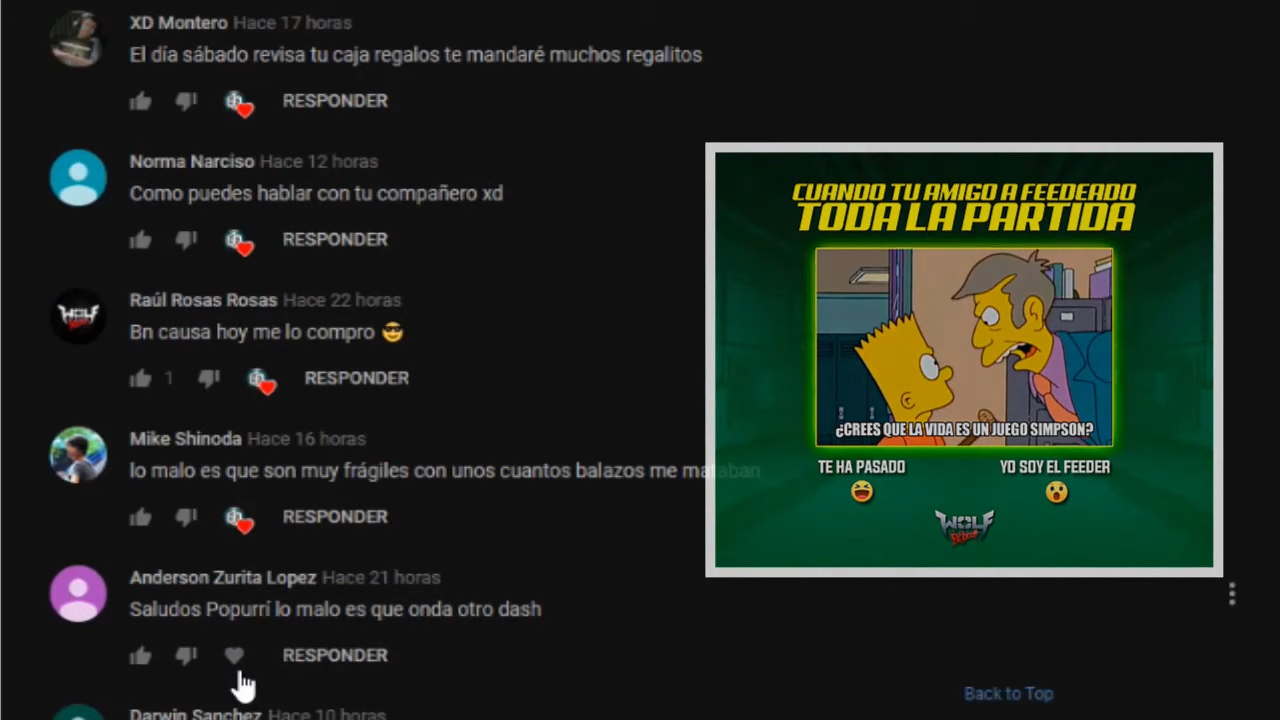 XD Montero Hace 17 horas
El día sábado revisa tu caja regalos te mandaré muchos regalitos
RESPONDER
Norma Narciso Hace 12 horas
Como puedes hablar con tu compañero xd
RESPONDER
Raúl Rosas Rosas Hace 22 horas
Bn causa hoy me lo compro 😎
1 RESPONDER
Mike Shinoda Hace 16 horas
lo malo es que son muy frágiles con unos cuantos balazos me mataban
RESPONDER
Anderson Zurita Lopez Hace 21 horas
Saludos Popurrí lo malo es que onda otro dash
RESPONDER
Darwin Sanchez Hace 10 horas
CUANDO TU AMIGO A FEEDEADO
TODA LA PARTIDA
¿CREES QUE LA VIDA ES UN JUEGO SIMPSON?
TE HA PASADO
YO SOY EL FEEDER
WOLF
Back to Top